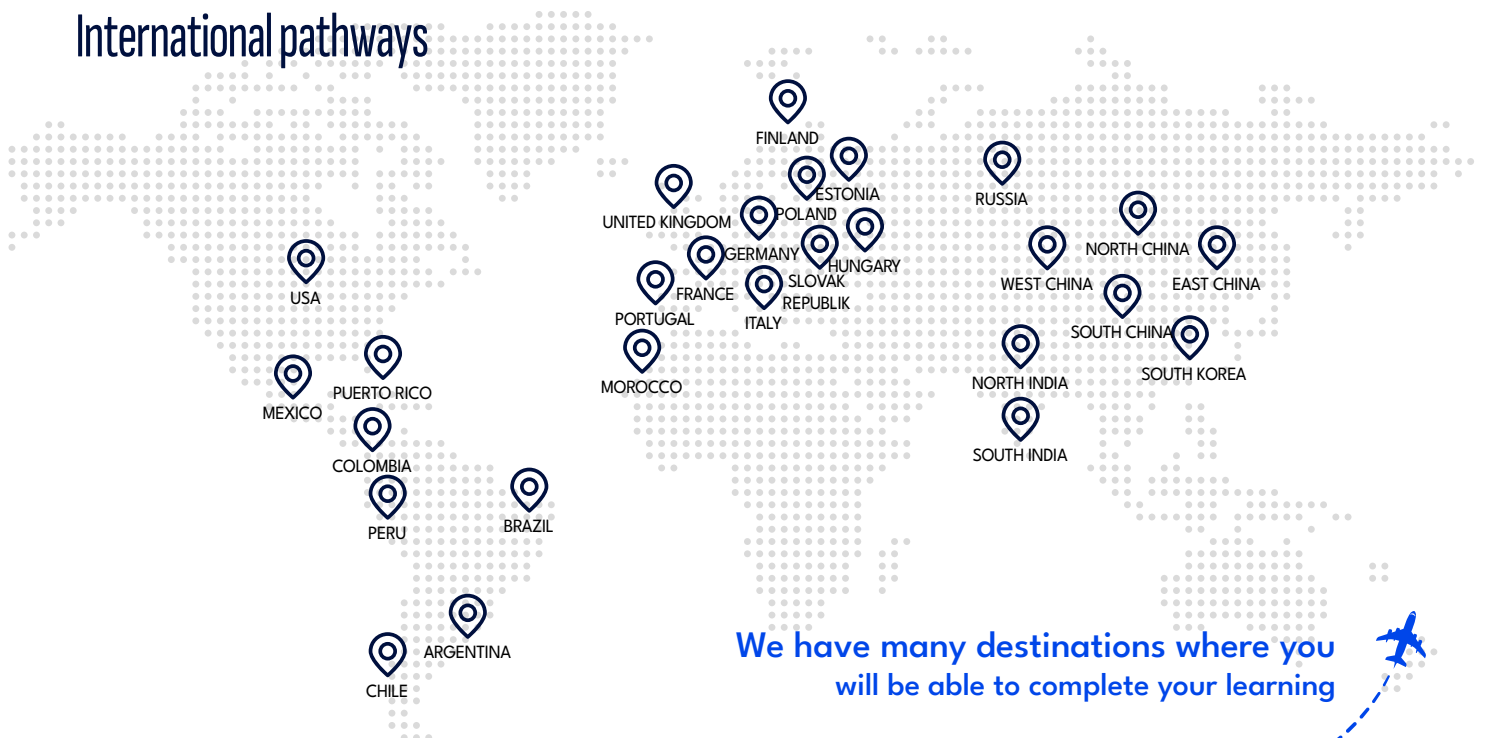 International pathways
FINLAND
ESTONIA
RUSSIA
POLAND
UNITED KINGDOM
NORTH CHINA
GERMANY
HUNGARY
WEST CHINA
EAST CHINA
SLOVAK
REPUBLIK
FRANCE
USA
PORTUGAL
ITALY
SOUTH CHINA
SOUTH KOREA
NORTH INDIA
MOROCCO
PUERTO RICO
MEXICO
SOUTH INDIA
COLOMBIA
BRAZIL
PERU
ARGENTINA
CHILE
We have many destinations where you
will be able to complete your learning